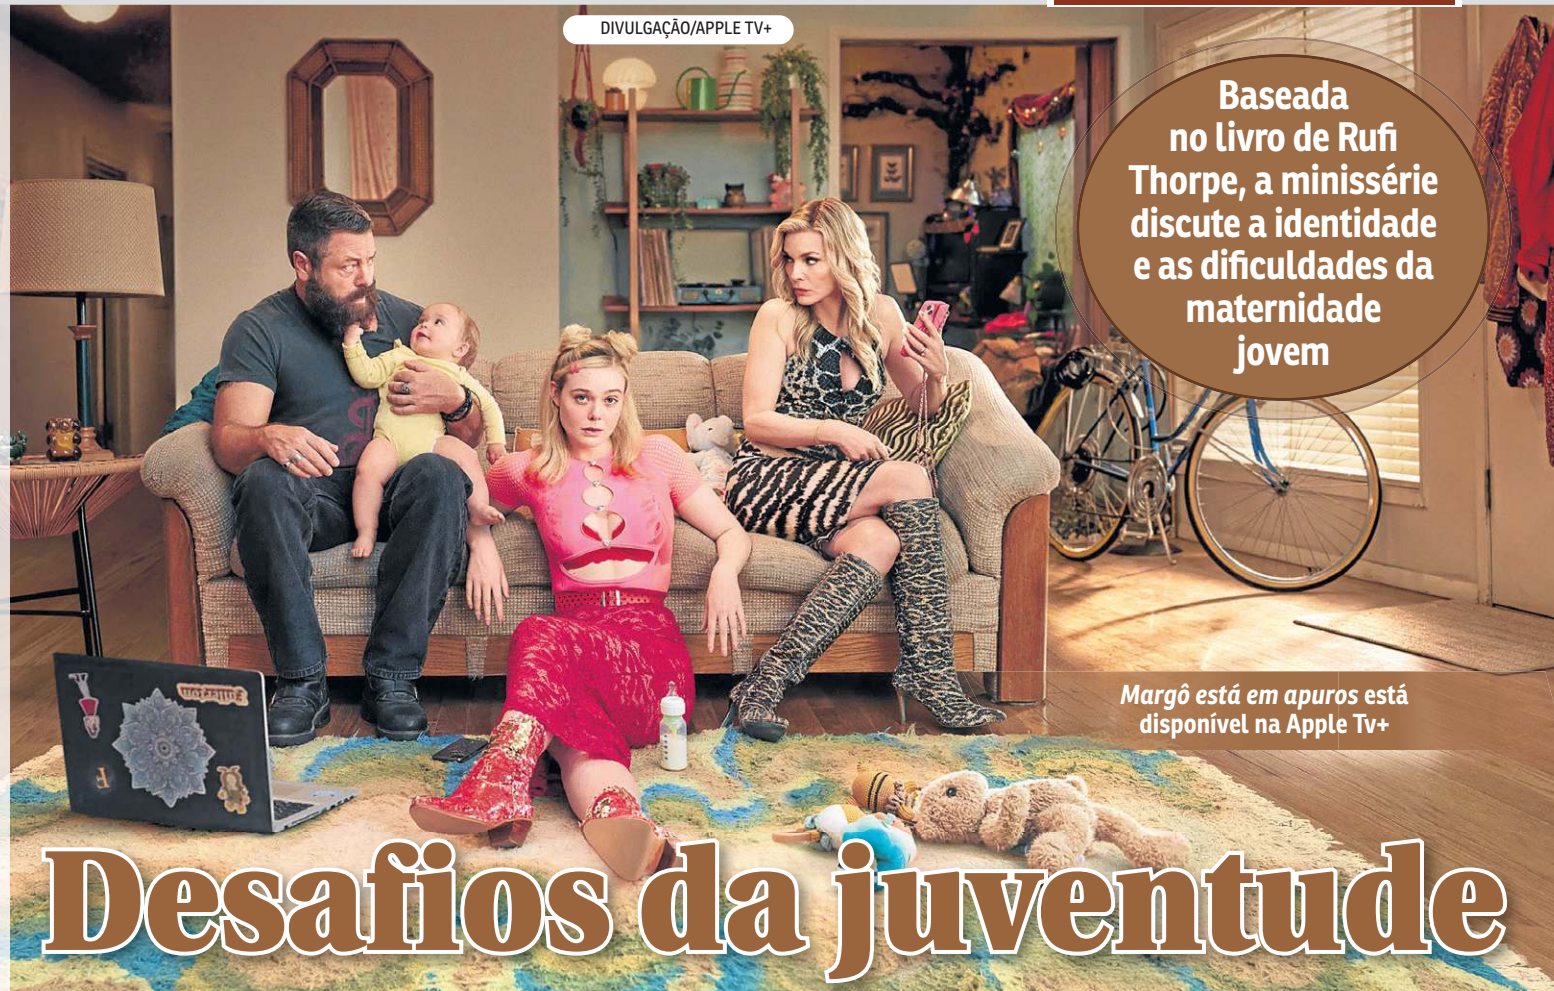 DIVULGAÇÃO/APPLE TV+
Baseada
no livro de Rufi
Thorpe, a minissérie
discute a identidade
e as dificuldades da
maternidade
jovem
Margô está em apuros está
disponível na Apple Tv+
Desafios da juventude